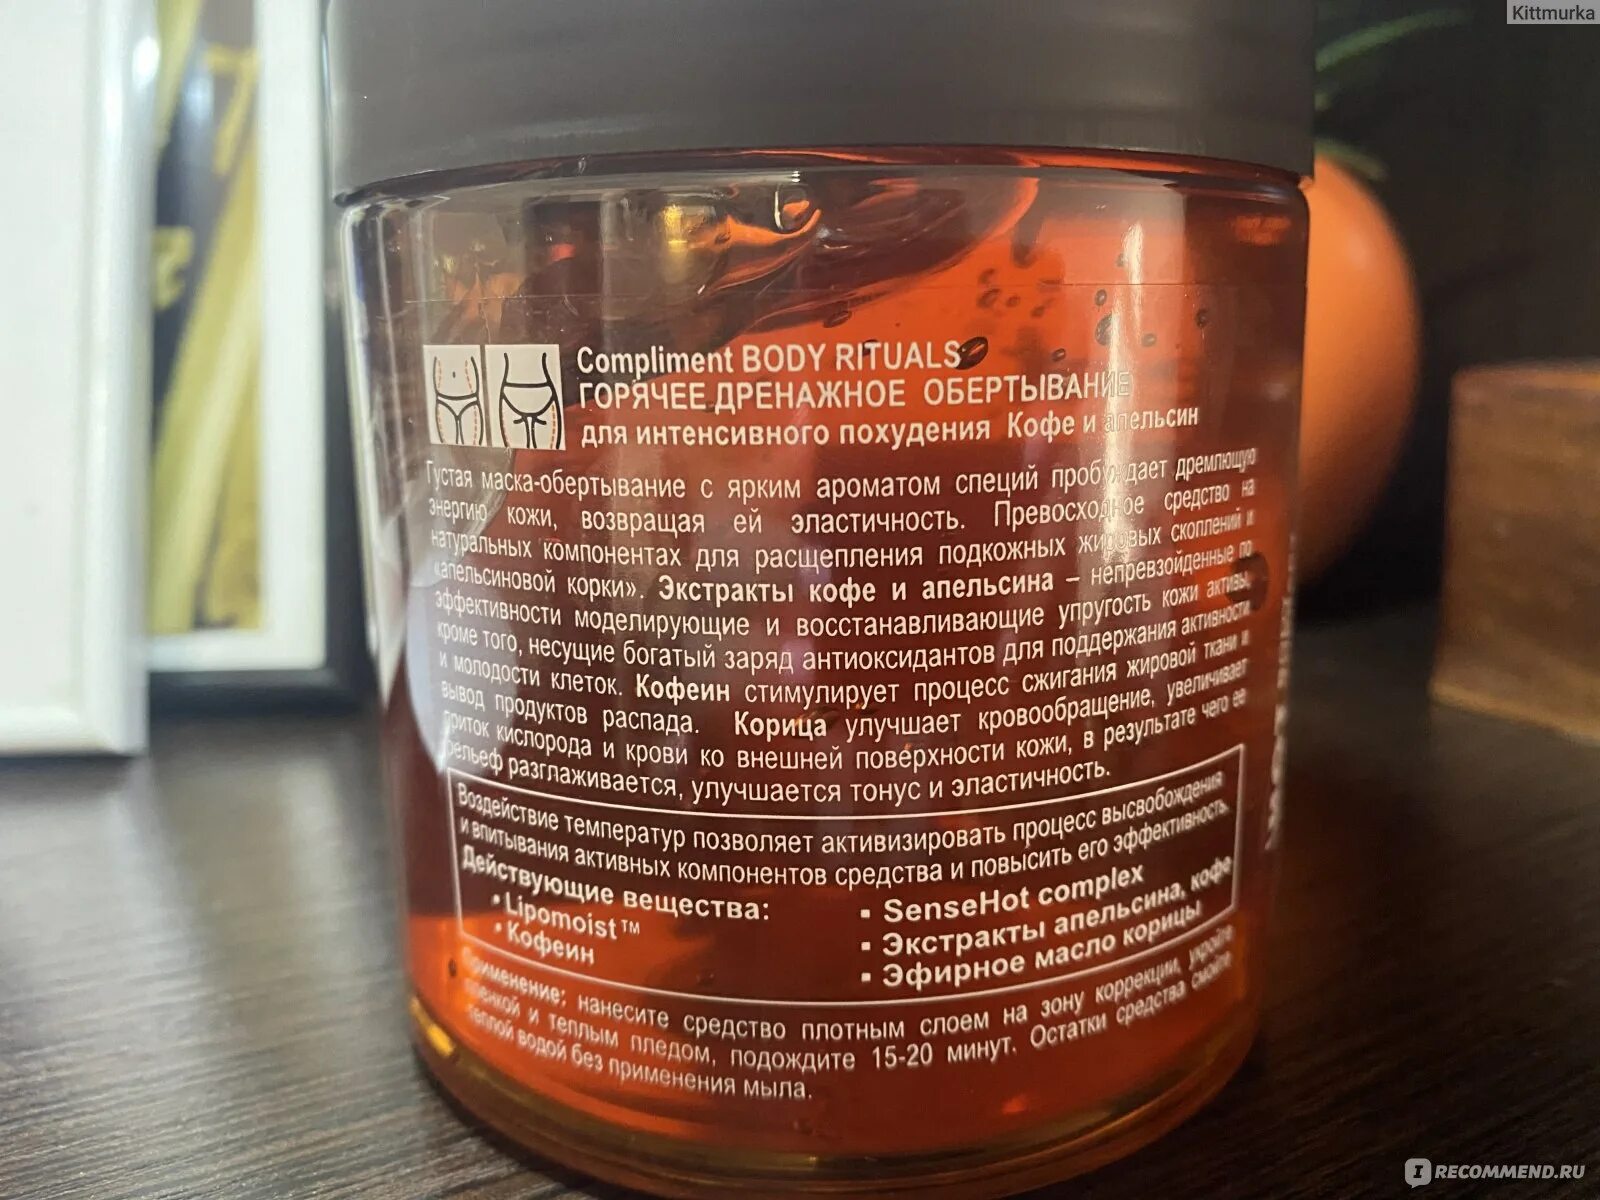 Kittmurka
Compliment BODY RITUALS
ГОРЯЧЕЕ ДРЕНАЖНОЕ ОБЕРТЫВАНИЕ
для интенсивного похудения Кофе и апельсин
Густая маска-обертывание с ярким ароматом специй пробуждает дремлющую
энергию кожи, возвращая ей эластичность. Превосходное средство на
натуральных компонентах для расщепления подкожных жировых скоплений и
«апельсиновой корки». Экстракты кофе и апельсина – непревзойденные по
эффективности моделирующие и восстанавливающие упругость кожи активы,
кроме того, несущие богатый заряд антиоксидантов для поддержания активности
и молодости клеток. Кофеин стимулирует процесс сжигания жировой ткани и
вывод продуктов распада. Корица улучшает кровообращение, увеличивает
приток кислорода и крови ко внешней поверхности кожи, в результате чего ее
рельеф разглаживается, улучшается тонус и эластичность.
Воздействие температур позволяет активизировать процесс высвобождения
и впитывания активных компонентов средства и повысить его эффективность.
Действующие вещества:
• Lipomoist™
• Кофеин
▪ SenseHot complex
▪ Экстракты апельсина, кофе
▪ Эфирное масло корицы
Применение: нанесите средство плотным слоем на зону коррекции, укройте
пленкой и теплым пледом, подождите 15-20 минут. Остатки средства смойте
теплой водой без применения мыла.
IRECOMMEND.RU